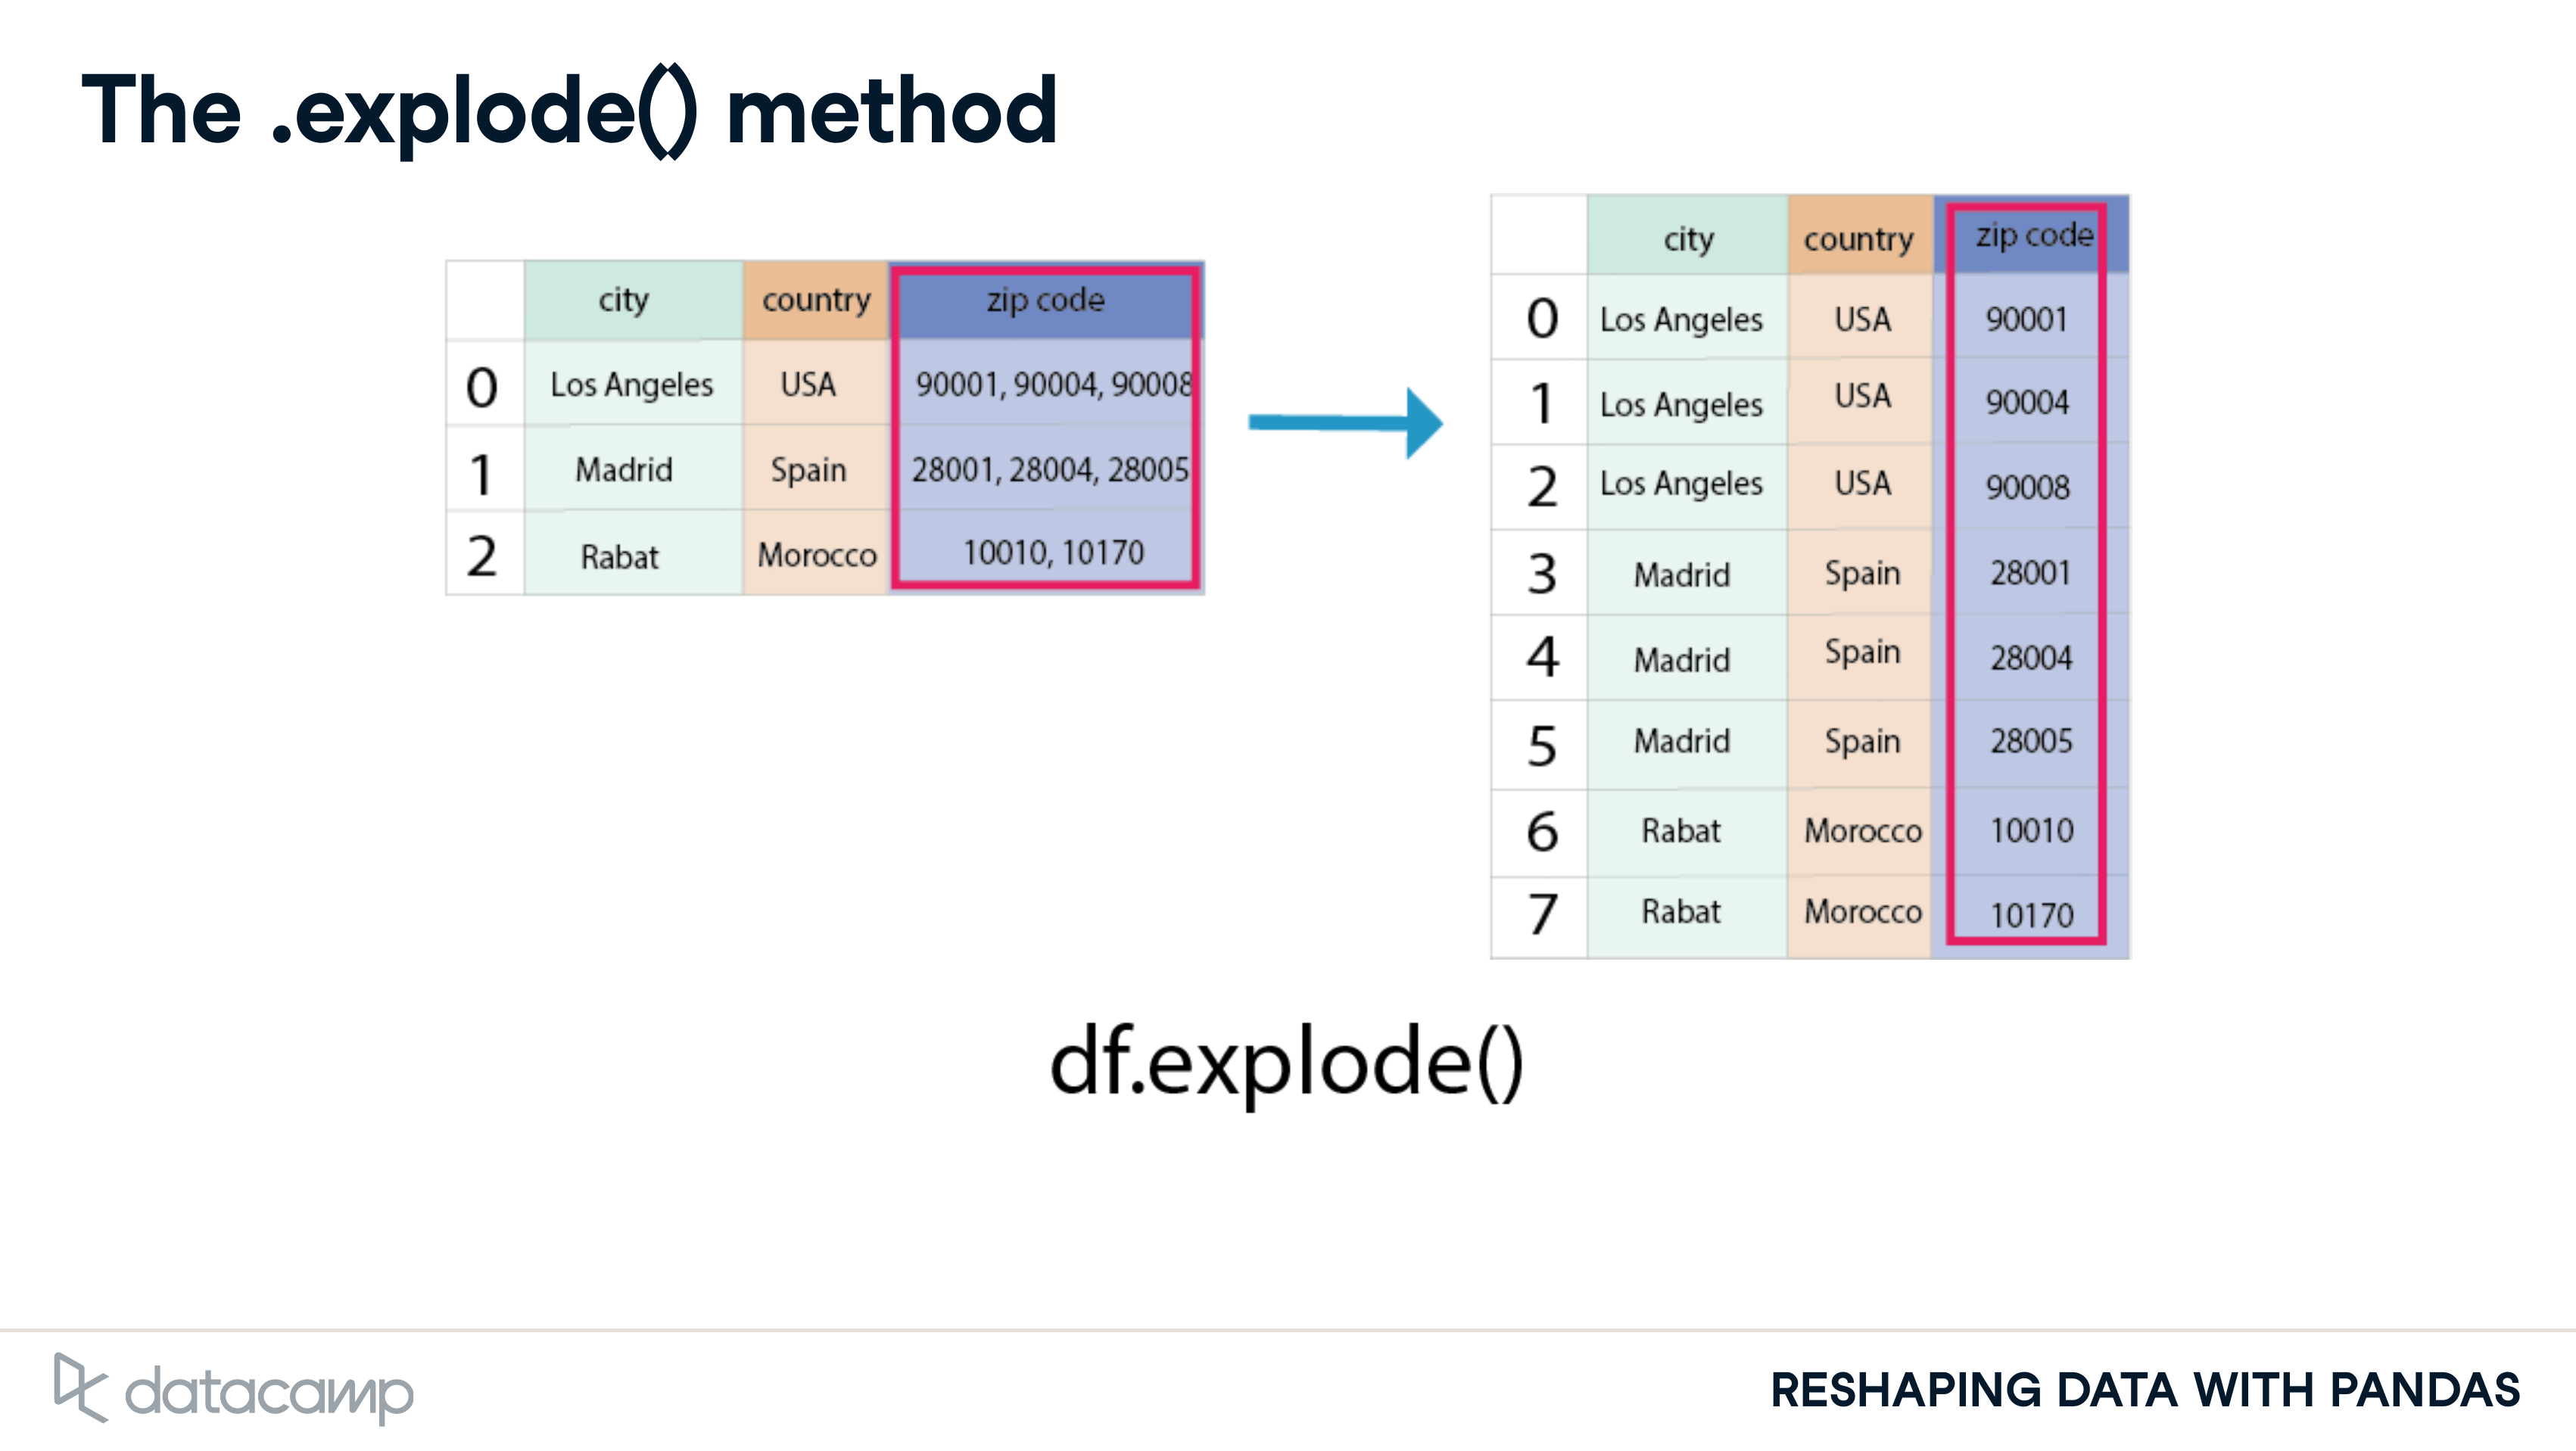 The .explode() method
city country zip code
0 Los Angeles USA 90001, 90004, 90008
1 Madrid Spain 28001, 28004, 28005
2 Rabat Morocco 10010, 10170
city country zip code
0 Los Angeles USA 90001
1 Los Angeles USA 90004
2 Los Angeles USA 90008
3 Madrid Spain 28001
4 Madrid Spain 28004
5 Madrid Spain 28005
6 Rabat Morocco 10010
7 Rabat Morocco 10170
df.explode()
datacamp
RESHAPING DATA WITH PANDAS